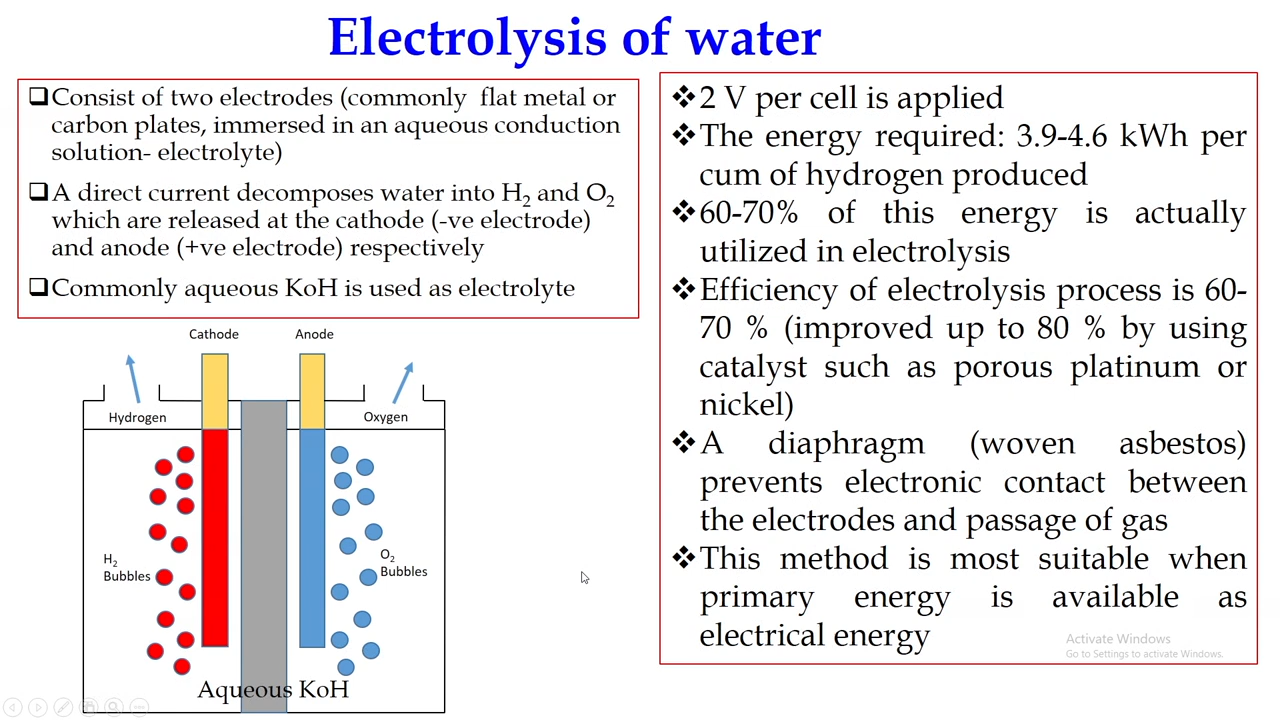 Electrolysis of water
❑Consist of two electrodes (commonly flat metal or
carbon plates, immersed in an aqueous conduction
solution- electrolyte)
❑A direct current decomposes water into H₂ and O₂
which are released at the cathode (-ve electrode)
and anode (+ve electrode) respectively
❑Commonly aqueous KoH is used as electrolyte
Cathode
Anode
Hydrogen
Oxygen
H₂
Bubbles
O₂
Bubbles
Aqueous KoH
❖2 V per cell is applied
❖The energy required: 3.9-4.6 kWh per
cum of hydrogen produced
❖60-70% of this energy is actually
utilized in electrolysis
❖Efficiency of electrolysis process is 60-
70 % (improved up to 80 % by using
catalyst such as porous platinum or
nickel)
❖A diaphragm (woven asbestos)
prevents electronic contact between
the electrodes and passage of gas
❖This method is most suitable when
primary energy is available as
electrical energy
Activate Windows
Go to Settings to activate Windows.